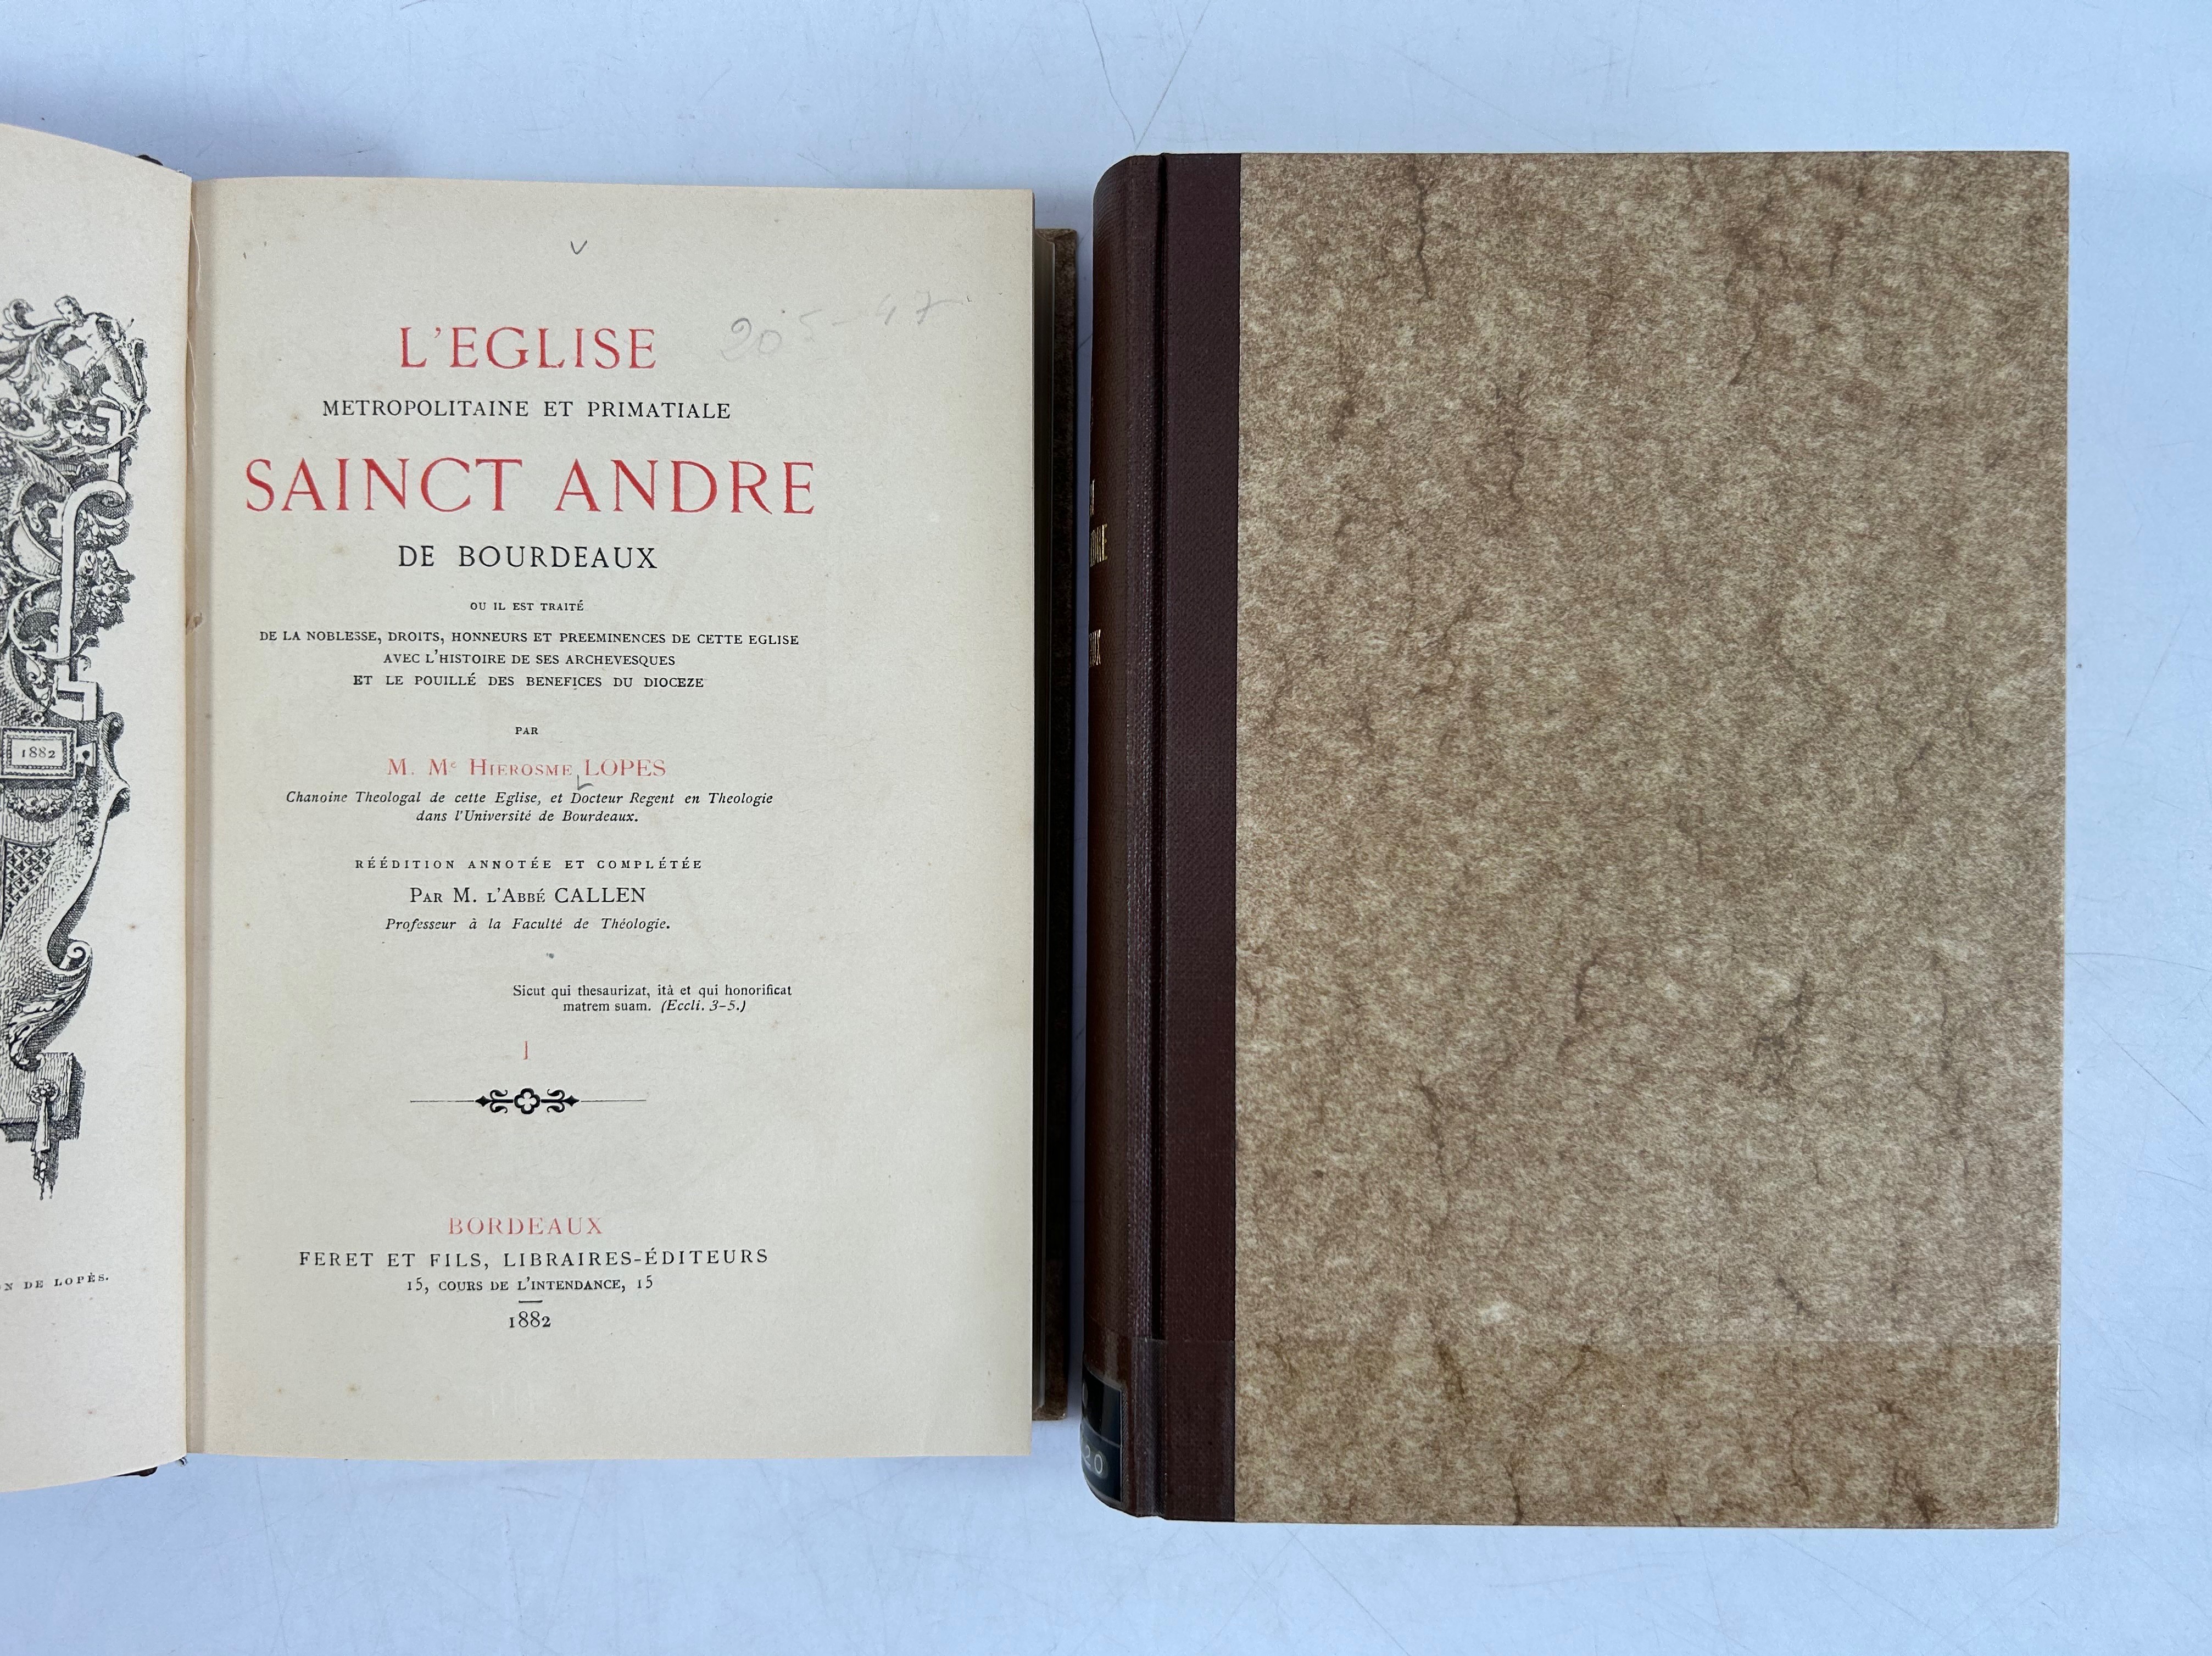 1882
DE LOPÈS.
V
20
L'EGLISE
METROPOLITAINE ET PRIMATIALE
SAINCT ANDRE
DE BOURDEAUX
OU IL EST TRAITÉ
DE LA NOBLESSE, DROITS, HONNEURS ET PREEMINENCES DE CETTE EGLISE
AVEC L'HISTOIRE DE SES ARCHEVESQUES
ET LE POUILLÉ DES BENEFICES DU DIOCEZE
PAR
M. Me HIEROSME LOPES
Chanoine Theologal de cette Eglise, et Docteur Regent en Theologie
dans l'Université de Bourdeaux.
RÉÉDITION ANNOTÉE ET COMPLÉTÉE
PAR M. L'ABBÉ CALLEN
Professeur à la Faculté de Théologie.
Sicut qui thesaurizat, ità et qui honorificat
matrem suam. (Eccli. 3-5.)
I
BORDEAUX
FERET ET FILS, LIBRAIRES-ÉDITEURS
15, COURS DE L'INTENDANCE, 15
1882
20